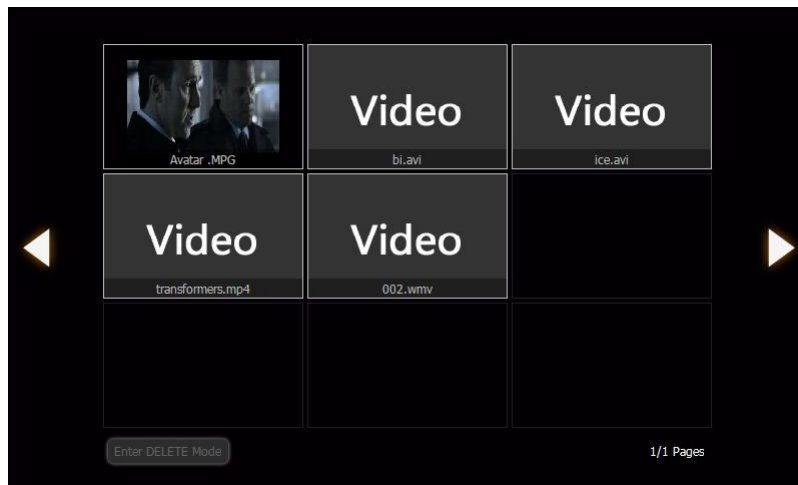 Video
Video
Avatar .MPG
bi.avi
ice.avi
Video
Video
transformers.mp4
002.wmv
Enter DELETE Mode
1/1 Pages